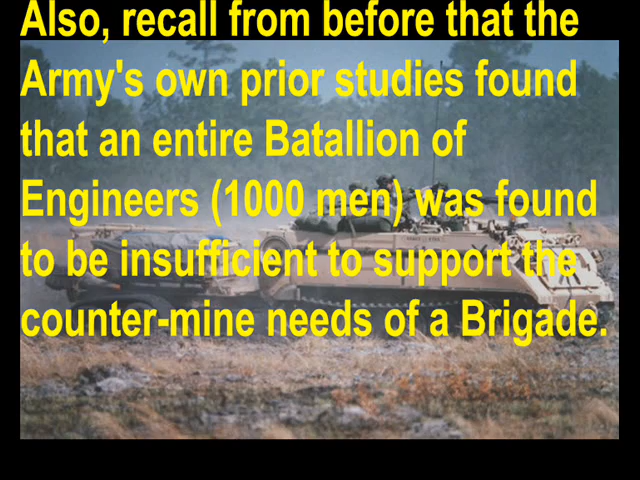 Also, recall from before that the
Army's own prior studies found
that an entire Batallion of
Engineers (1000 men) was found
to be insufficient to support the
counter-mine needs of a Brigade.